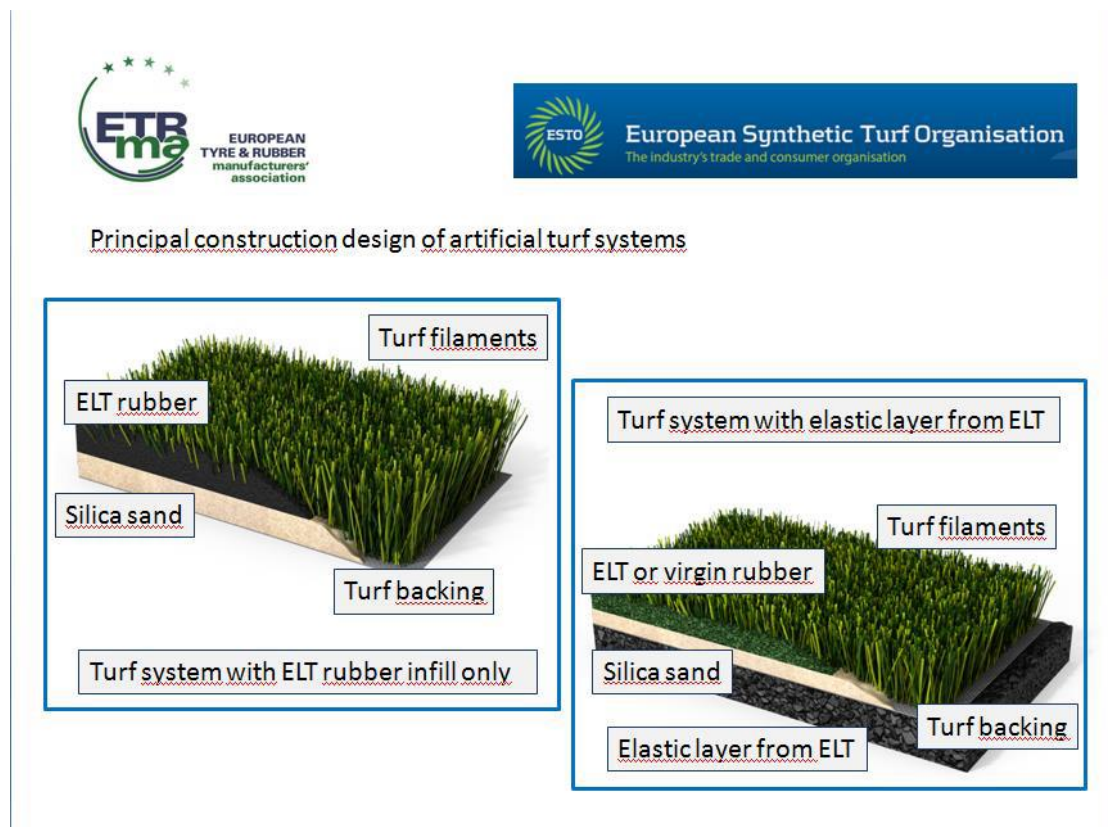 ETR
ma
EUROPEAN
TYRE & RUBBER
manufacturers'
association
ESTO
European Synthetic Turf Organisation
The industry's trade and consumer organisation
Principal construction design of artificial turf systems
Turf filaments
ELT rubber
Silica sand
Turf backing
Turf system with ELT rubber infill only
Turf system with elastic layer from ELT
Turf filaments
ELT or virgin rubber
Silica sand
Turf backing
Elastic layer from ELT